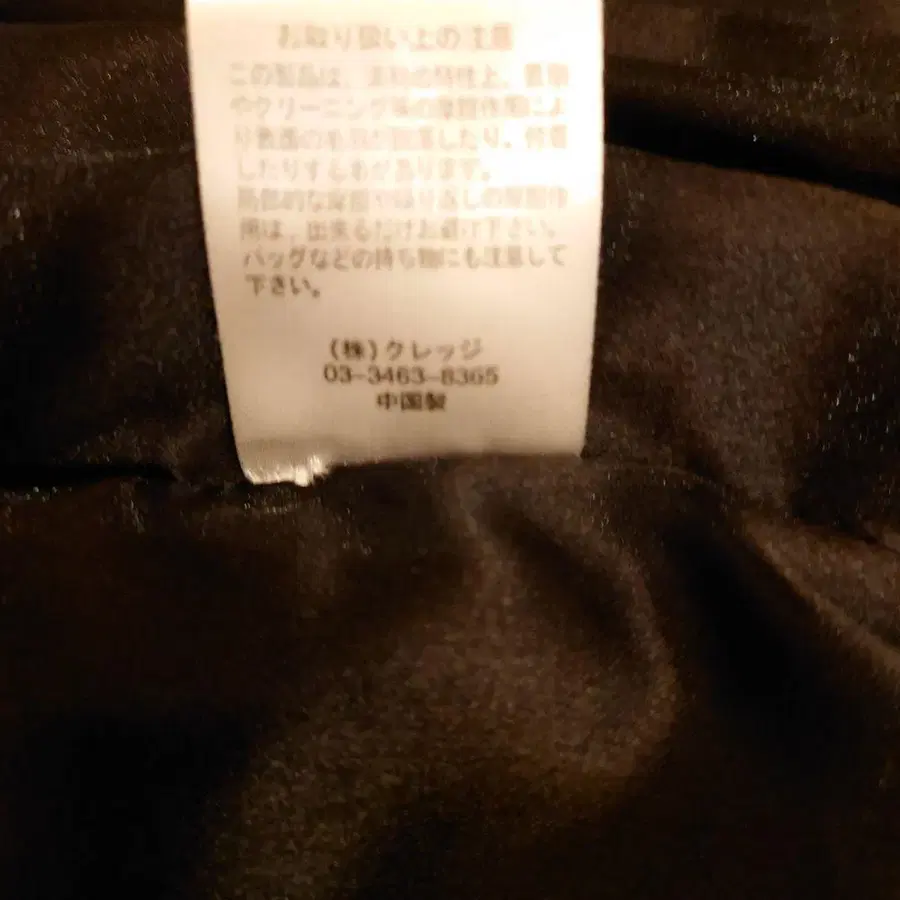 お取り扱い上の注意
この製品は、素材の特性上、着用
やクリーニング等の摩擦作用によ
り表面の毛羽が脱落したり、付着
したりする事があります。
局部的な摩擦や繰り返しの摩擦作
用は、出来るだけお避け下さい。
バッグなどの持ち物にも注意して
下さい。
(株)クレッジ
03-3463-8365
中国製